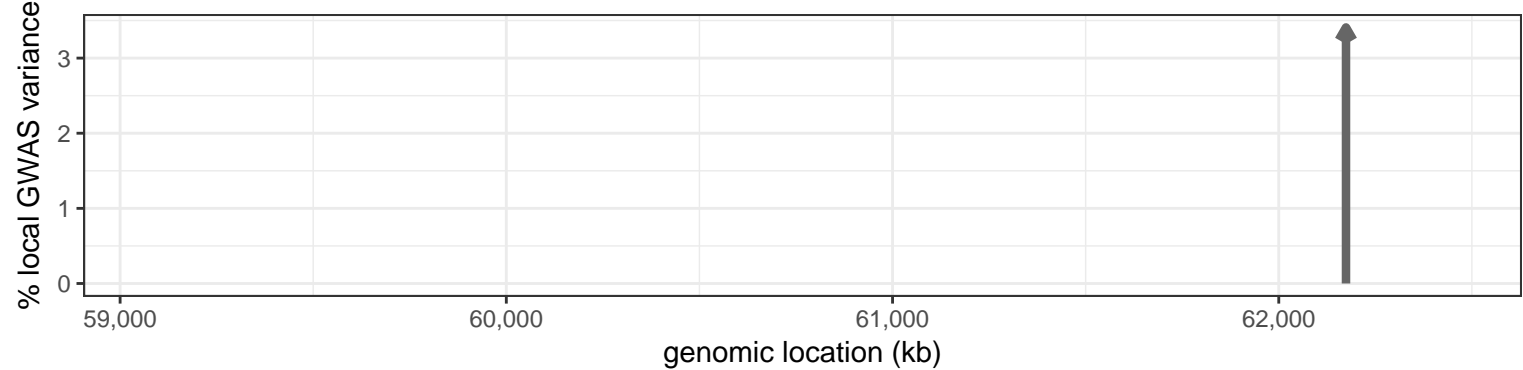 % local GWAS variance
3
2
1
0
59,000 60,000 61,000 62,000
genomic location (kb)